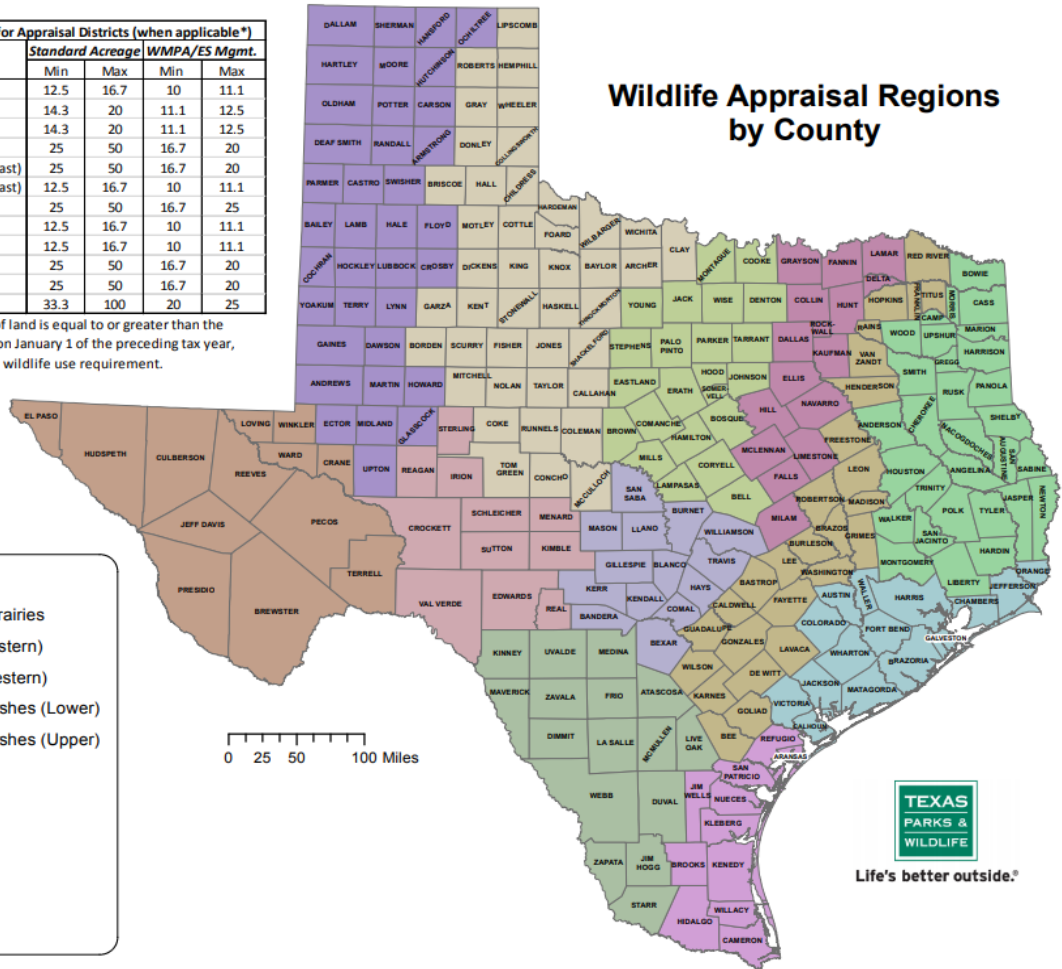 for Appraisal Districts (when applicable*)
Standard Acreage WMPA/ES Mgmt.
Min Max Min Max
12.5 16.7 10 11.1
14.3 20 11.1 12.5
14.3 20 11.1 12.5
25 50 16.7 20
ast) 25 50 16.7 20
ast) 12.5 16.7 10 11.1
25 50 16.7 25
12.5 16.7 10 11.1
12.5 16.7 10 11.1
25 50 16.7 20
25 50 16.7 20
33.3 100 20 25
of land is equal to or greater than the
on January 1 of the preceding tax year,
wildlife use requirement.
Wildlife Appraisal Regions
by County
DALLAM SHERMAN HANSFORD OCHILTREE LIPSCOMB
HARTLEY MOORE HUTCHINSON ROBERTS HEMPHILL
OLDHAM POTTER CARSON GRAY WHEELER
DEAF SMITH RANDALL ARMSTRONG DONLEY COLLINGSWORTH
PARMER CASTRO SWISHER BRISCOE HALL CHILDRESS
HARDEMAN
BAILEY LAMB HALE FLOYD MOTLEY COTTLE FOARD WILBARGER WICHITA CLAY MONTAGUE COOKE GRAYSON FANNIN LAMAR RED RIVER BOWIE
COCHRAN HOCKLEY LUBBOCK CROSBY DICKENS KING KNOX BAYLOR ARCHER DELTA
YOAKUM TERRY LYNN GARZA KENT STONEWALL HASKELL THROCKMORTON YOUNG JACK WISE DENTON COLLIN HUNT HOPKINS FRANKLIN TITUS MORRIS CASS
CAMP
GAINES DAWSON BORDEN SCURRY FISHER JONES SHACKELFORD STEPHENS PALO PINTO PARKER TARRANT DALLAS ROCK-WALL KAUFMAN RAINS VAN ZANDT WOOD UPSHUR MARION
GREGG HARRISON
ANDREWS MARTIN HOWARD MITCHELL NOLAN TAYLOR CALLAHAN EASTLAND ERATH HOOD SOMER-VELL JOHNSON ELLIS NAVARRO HENDERSON SMITH RUSK PANOLA
EL PASO HUDSPETH CULBERSON REEVES LOVING WINKLER ECTOR MIDLAND GLASSCOCK STERLING COKE RUNNELS COLEMAN BROWN COMANCHE HAMILTON BOSQUE HILL FREESTONE ANDERSON CHEROKEE NACOGDOCHES SHELBY
WARD CRANE UPTON REAGAN IRION TOM GREEN CONCHO MCCULLOCH MILLS CORYELL MCLENNAN LIMESTONE FALLS LEON HOUSTON ANGELINA SAN AUGUSTINE SABINE
SAN SABA LAMPASAS BELL MILAM ROBERTSON MADISON TRINITY JASPER NEWTON
JEFF DAVIS PECOS CROCKETT SCHLEICHER MENARD MASON LLANO BURNET WILLIAMSON BURLESON BRAZOS GRIMES WALKER SAN JACINTO POLK TYLER
SUTTON KIMBLE GILLESPIE BLANCO TRAVIS LEE WASHINGTON MONTGOMERY HARDIN
PRESIDIO BREWSTER TERRELL VAL VERDE EDWARDS REAL KERR KENDALL HAYS BASTROP FAYETTE AUSTIN WALLER HARRIS LIBERTY JEFFERSON ORANGE
BANDERA COMAL CALDWELL COLORADO CHAMBERS
KINNEY UVALDE MEDINA BEXAR GUADALUPE GONZALES LAVACA WHARTON FORT BEND GALVESTON
WILSON DE WITT JACKSON BRAZORIA
MAVERICK ZAVALA FRIO ATASCOSA KARNES VICTORIA MATAGORDA
GOLIAD CALHOUN
DIMMIT LA SALLE MCMULLEN LIVE OAK BEE REFUGIO
ARANSAS
SAN PATRICIO
WEBB DUVAL JIM WELLS NUECES
KLEBERG
ZAPATA JIM HOGG BROOKS KENEDY
STARR HIDALGO WILLACY
CAMERON
rairies
stern)
estern)
shes (Lower)
shes (Upper)
0 25 50 100 Miles
TEXAS
PARKS &
WILDLIFE
Life's better outside.®